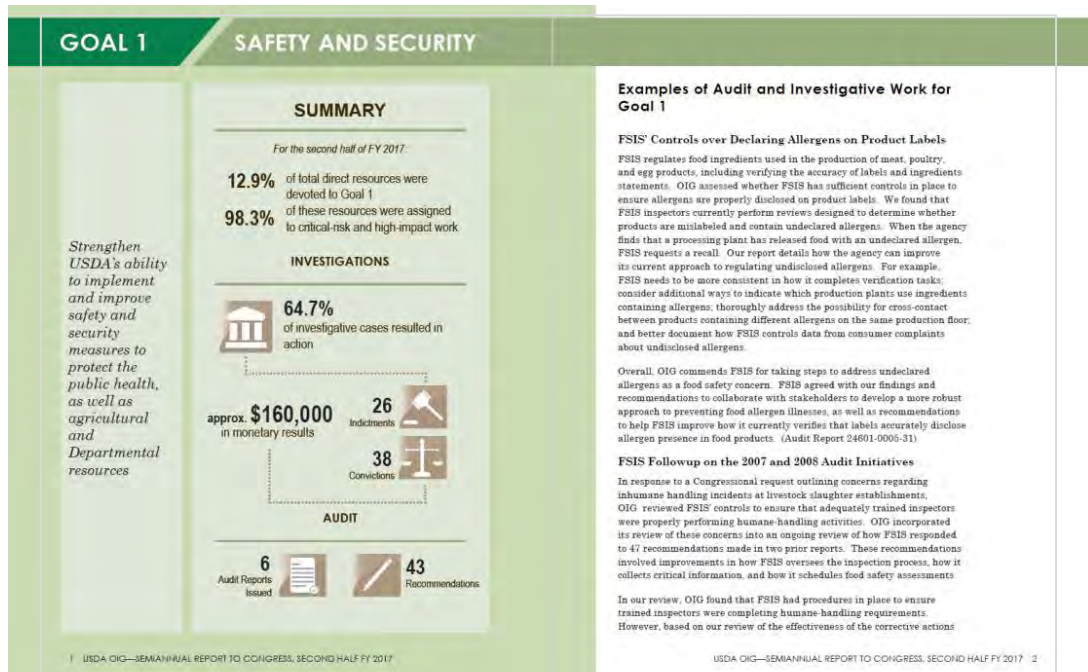 GOAL 1
SAFETY AND SECURITY
Strengthen
USDA's ability
to implement
and improve
safety and
security
measures to
protect the
public health,
as well as
agricultural
and
Departmental
resources
SUMMARY
For the second half of FY 2017:
12.9% of total direct resources were
devoted to Goal 1
98.3% of these resources were assigned
to critical-risk and high-impact work
INVESTIGATIONS
64.7%
of investigative cases resulted in
action
approx. $160,000
in monetary results
26
Indictments
38
Convictions
AUDIT
6
Audit Reports
Issued
43
Recommendations
1 USDA OIG—SEMIANNUAL REPORT TO CONGRESS, SECOND HALF FY 2017
Examples of Audit and Investigative Work for
Goal 1
FSIS' Controls over Declaring Allergens on Product Labels
FSIS regulates food ingredients used in the production of meat, poultry,
and egg products, including verifying the accuracy of labels and ingredients
statements. OIG assessed whether FSIS has sufficient controls in place to
ensure allergens are properly disclosed on product labels. We found that
FSIS inspectors currently perform reviews designed to determine whether
products are mislabeled and contain undeclared allergens. When the agency
finds that a processing plant has released food with an undeclared allergen,
FSIS requests a recall. Our report details how the agency can improve
its current approach to regulating undisclosed allergens. For example,
FSIS needs to be more consistent in how it completes verification tasks;
consider additional ways to indicate which production plants use ingredients
containing allergens; thoroughly address the possibility for cross-contact
between products containing different allergens on the same production floor;
and better document how FSIS controls data from consumer complaints
about undisclosed allergens.
Overall, OIG commends FSIS for taking steps to address undeclared
allergens as a food safety concern. FSIS agreed with our findings and
recommendations to collaborate with stakeholders to develop a more robust
approach to preventing food allergen illnesses, as well as recommendations
to help FSIS improve how it currently verifies that labels accurately disclose
allergen presence in food products. (Audit Report 24601-0005-31)
FSIS Followup on the 2007 and 2008 Audit Initiatives
In response to a Congressional request outlining concerns regarding
inhumane handling incidents at livestock slaughter establishments,
OIG reviewed FSIS' controls to ensure that adequately trained inspectors
were properly performing humane-handling activities. OIG incorporated
its review of these concerns into an ongoing review of how FSIS responded
to 47 recommendations made in two prior reports. These recommendations
involved improvements in how FSIS oversees the inspection process, how it
collects critical information, and how it schedules food safety assessments
In our review, OIG found that FSIS had procedures in place to ensure
trained inspectors were completing humane-handling requirements.
However, based on our review of the effectiveness of the corrective actions
USDA OIG—SEMIANNUAL REPORT TO CONGRESS, SECOND HALF FY 2017 2